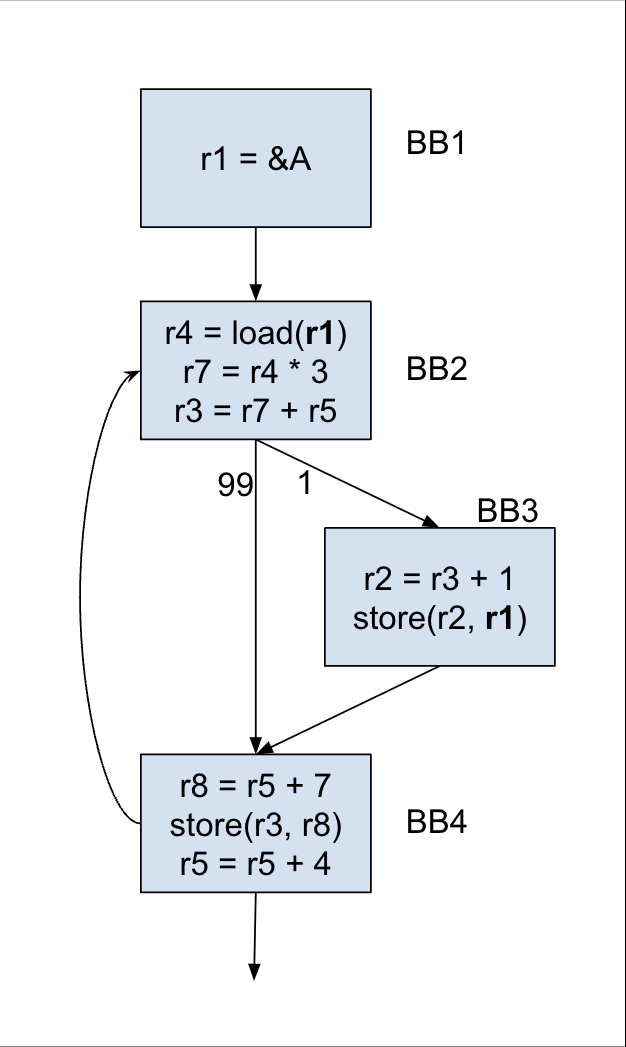 r1 = &A
BB1
r4 = load(r1)
r7 = r4 * 3
r3 = r7 + r5
BB2
99
1
BB3
r2 = r3 + 1
store(r2, r1)
r8 = r5 + 7
store(r3, r8)
r5 = r5 + 4
BB4